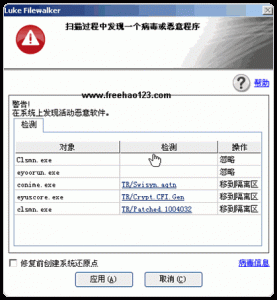 Luke Filewalker
扫描过程中发现一个病毒或恶意程序
www.freehao123.com
帮助
警告!
在系统上发现活动恶意软件。
检测
对象 检测 操作
Clsmn.exe 忽略
eyoorun.exe 忽略
conime.exe TR/Swisyn.aqtn 移到隔离区
eyuscore.exe TR/Crypt.CFI.Gen 移到隔离区
clsmn.exe TR/Patched.1004032 移到隔离区
修复前创建系统还原点 病毒信息
应用(A) 取消(C)